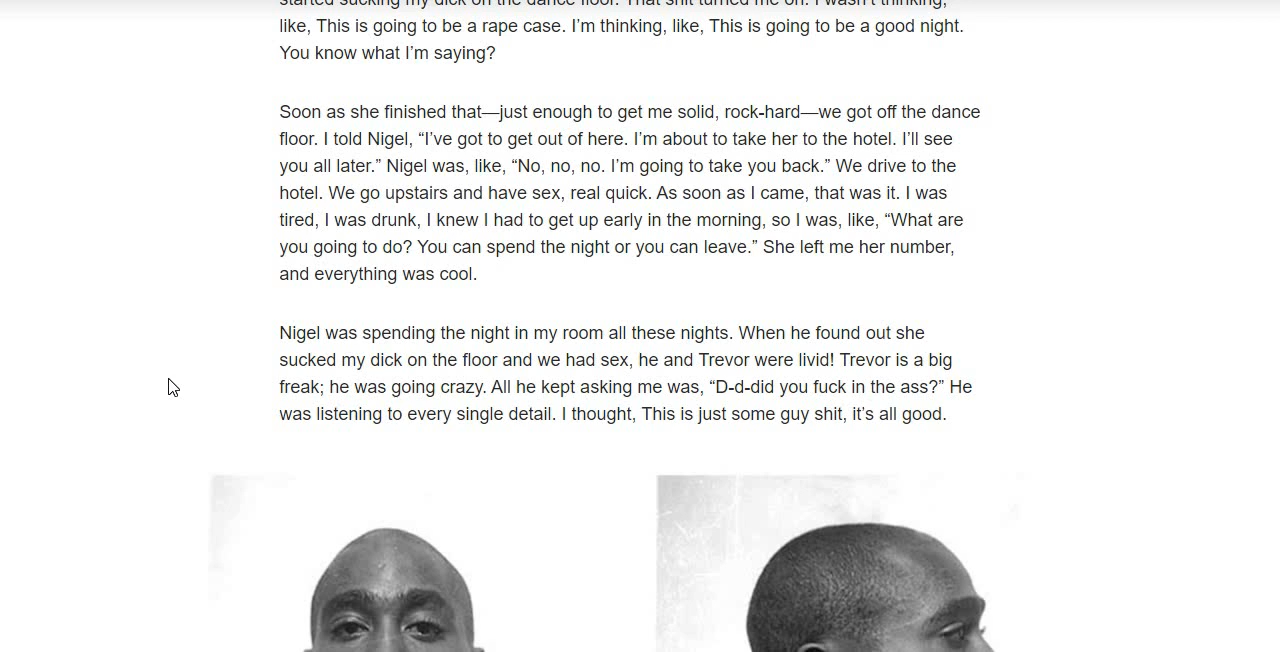 started sucking my dick on the dance floor. That shit turned me on. I wasn’t thinking,
like, This is going to be a rape case. I’m thinking, like, This is going to be a good night.
You know what I’m saying?
Soon as she finished that—just enough to get me solid, rock-hard—we got off the dance
floor. I told Nigel, “I’ve got to get out of here. I’m about to take her to the hotel. I’ll see
you all later.” Nigel was, like, “No, no, no. I’m going to take you back.” We drive to the
hotel. We go upstairs and have sex, real quick. As soon as I came, that was it. I was
tired, I was drunk, I knew I had to get up early in the morning, so I was, like, “What are
you going to do? You can spend the night or you can leave.” She left me her number,
and everything was cool.
Nigel was spending the night in my room all these nights. When he found out she
sucked my dick on the floor and we had sex, he and Trevor were livid! Trevor is a big
freak; he was going crazy. All he kept asking me was, “D-d-did you fuck in the ass?” He
was listening to every single detail. I thought, This is just some guy shit, it’s all good.